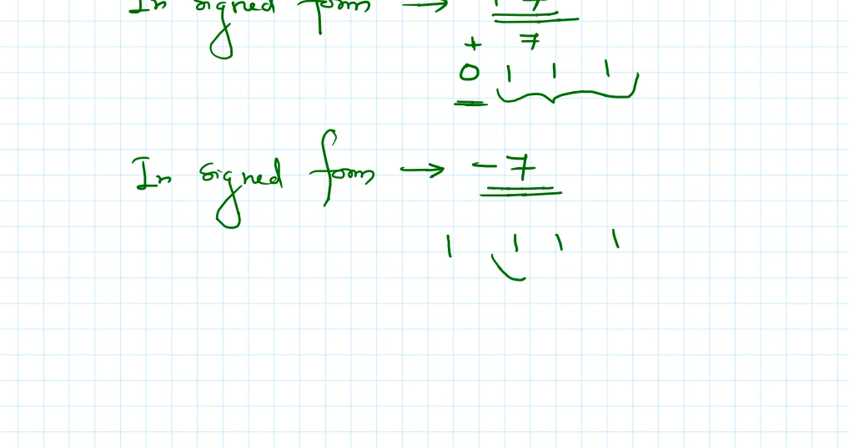 In signed form → + 7
+ 7
0 1 1 1
In signed form → - 7
1 1 1 1